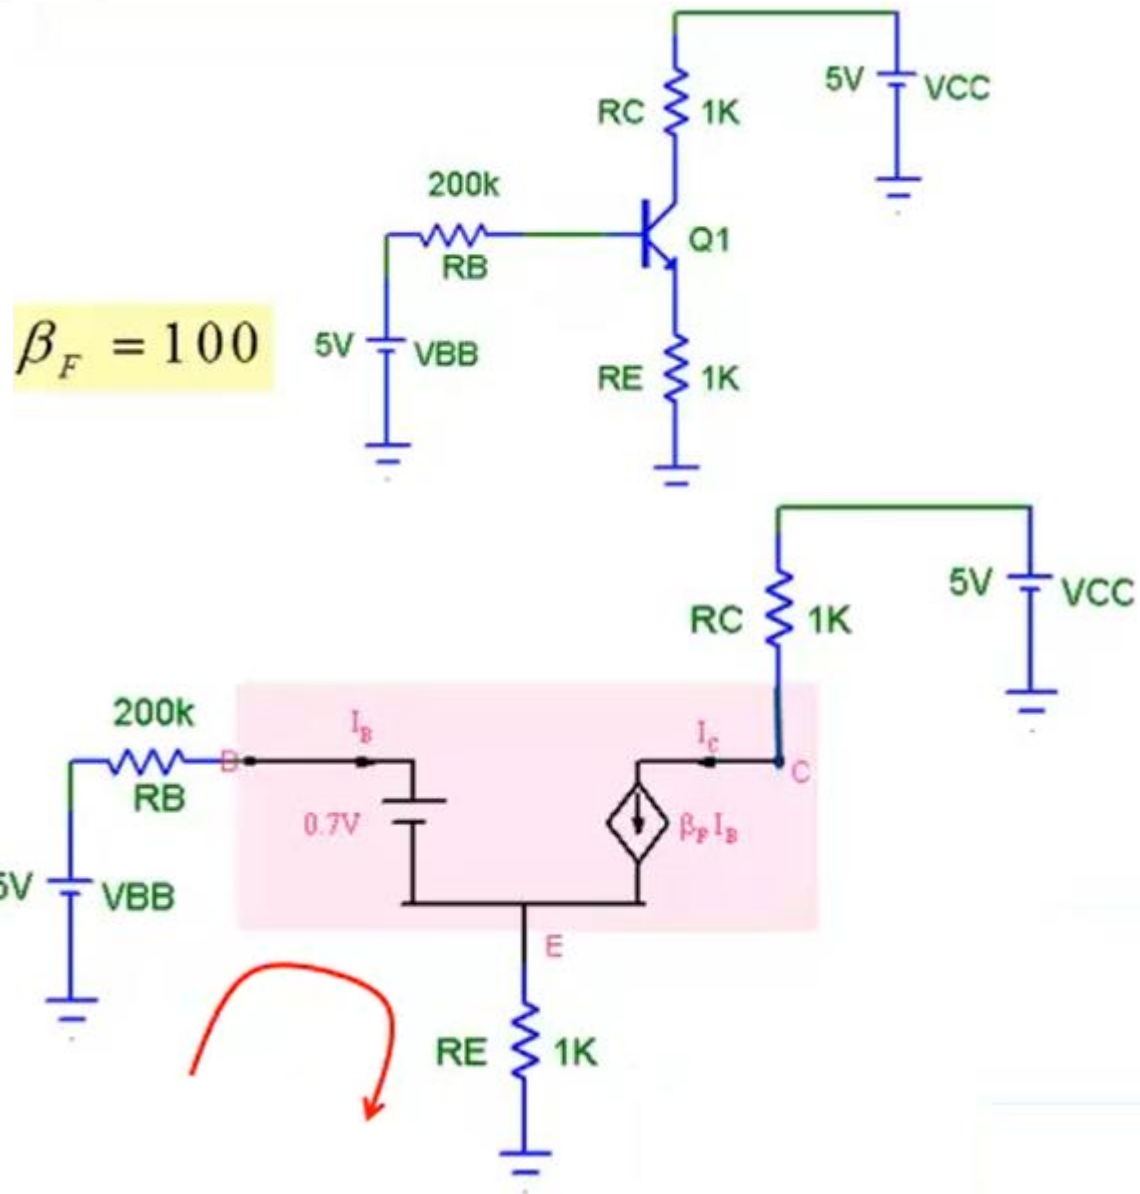 5V VCC
RC 1K
200k
RB
Q1
β_F = 100
5V VBB
RE 1K
5V VCC
RC 1K
200k
RB
B
I_B
I_C
C
0.7V
β_F I_B
5V VBB
E
RE 1K